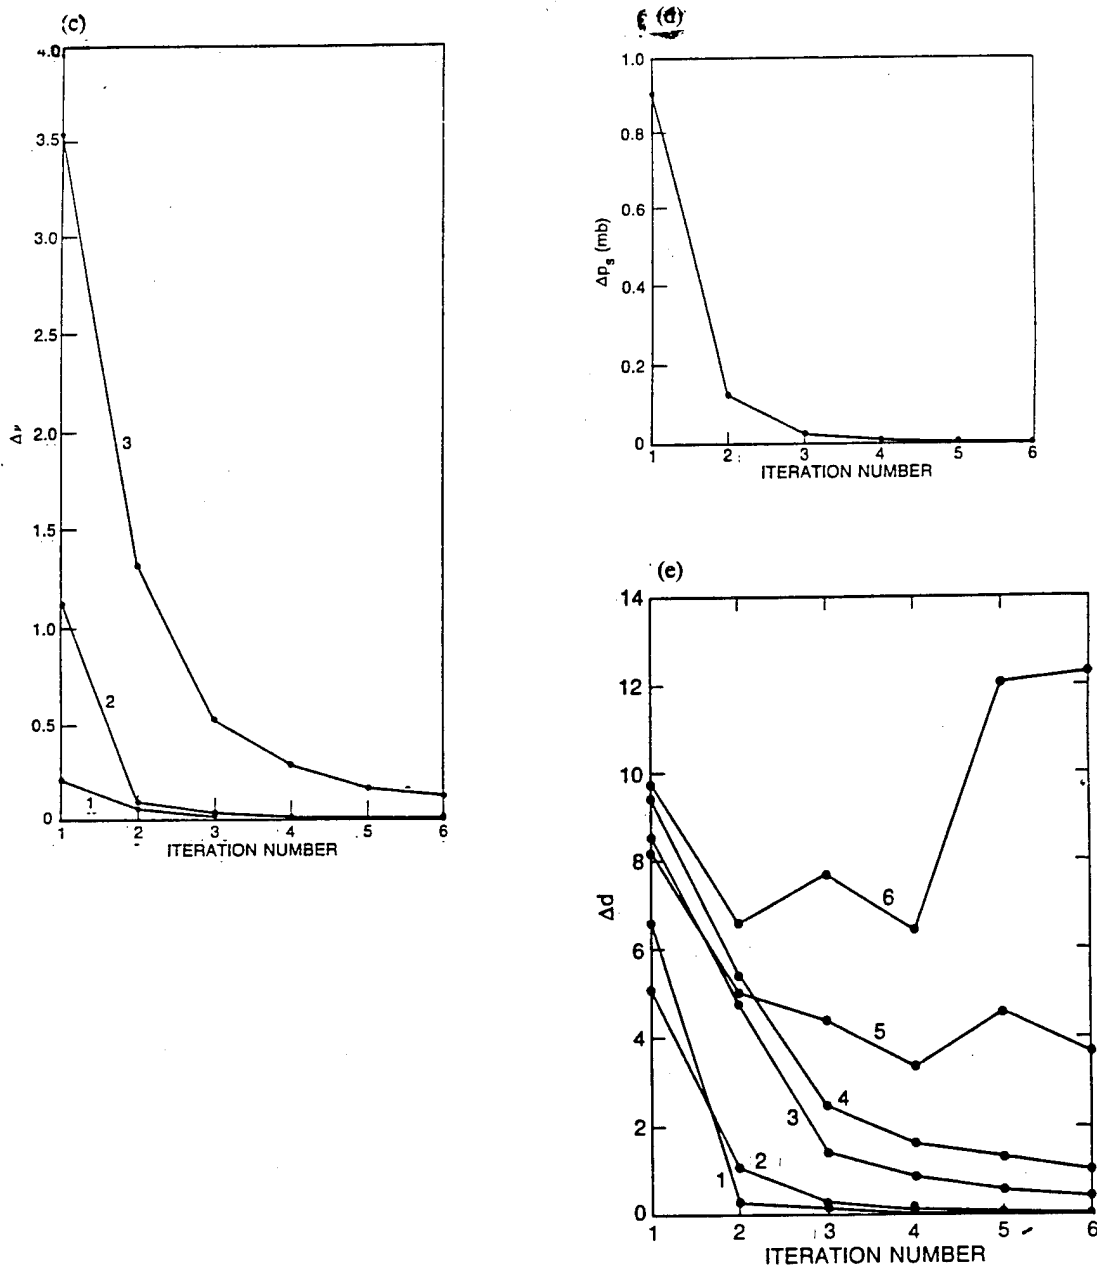 (c)
4.0
3.5
3.0
2.5
2.0
1.5
1.0
0.5
0
Δν
3
2
1
1 2 3 4 5 6
ITERATION NUMBER
(d)
1.0
0.8
0.6
0.4
0.2
0
Δp_s (mb)
1 2 3 4 5 6
ITERATION NUMBER
(e)
14
12
10
8
6
4
2
0
Δd
6
5
4
3
2
1
1 2 3 4 5 6
ITERATION NUMBER